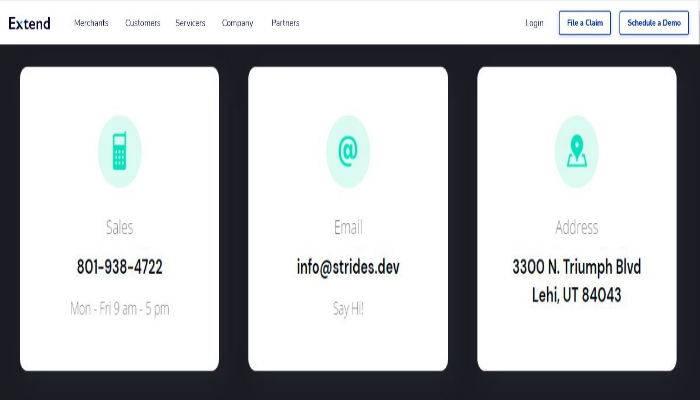 Extend Merchants Customers Servicers Company Partners Login File a Claim Schedule a Demo
Sales
801-938-4722
Mon - Fri 9 am - 5 pm
@
Email
info@strides.dev
Say Hi!
Address
3300 N. Triumph Blvd
Lehi, UT 84043